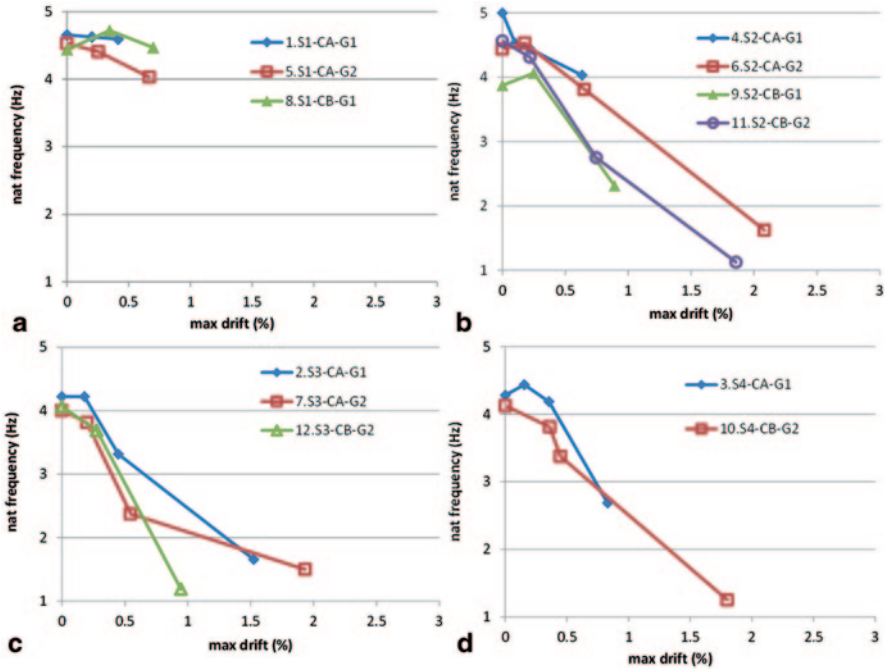 5
4
3
2
1
nat frequency (Hz)
1.S1-CA-G1
5.S1-CA-G2
8.S1-CB-G1
0 0.5 1 1.5 2 2.5 3
max drift (%)
a
5
4
3
2
1
nat frequency (Hz)
4.S2-CA-G1
6.S2-CA-G2
9.S2-CB-G1
11.S2-CB-G2
0 0.5 1 1.5 2 2.5 3
max drift (%)
b
5
4
3
2
1
nat frequency (Hz)
2.S3-CA-G1
7.S3-CA-G2
12.S3-CB-G2
0 0.5 1 1.5 2 2.5 3
max drift (%)
c
5
4
3
2
1
nat frequency (Hz)
3.S4-CA-G1
10.S4-CB-G2
0 0.5 1 1.5 2 2.5 3
max drift (%)
d